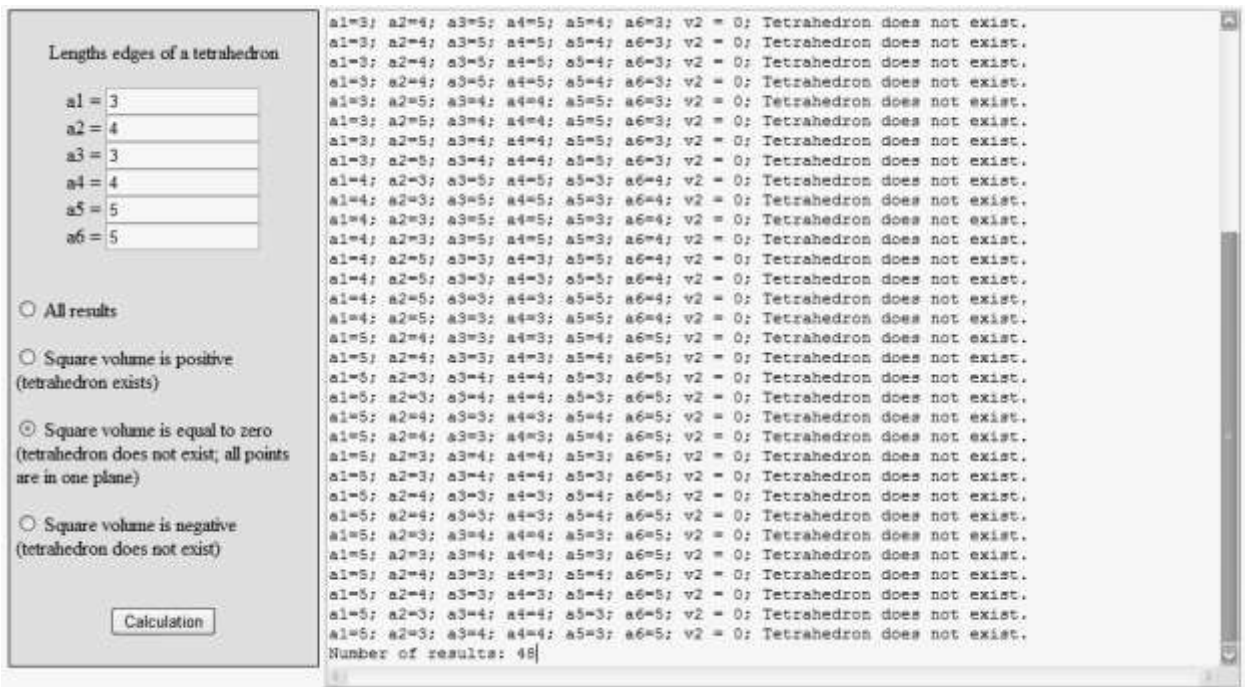 Lengths edges of a tetrahedron
a1 = 3
a2 = 4
a3 = 3
a4 = 4
a5 = 5
a6 = 5
All results
Square volume is positive
(tetrahedron exists)
Square volume is equal to zero
(tetrahedron does not exist; all points
are in one plane)
Square volume is negative
(tetrahedron does not exist)
Calculation
a1=3; a2=4; a3=5; a4=5; a5=4; a6=3; v2 = 0; Tetrahedron does not exist.
a1=3; a2=4; a3=5; a4=5; a5=4; a6=3; v2 = 0; Tetrahedron does not exist.
a1=3; a2=4; a3=5; a4=5; a5=4; a6=3; v2 = 0; Tetrahedron does not exist.
a1=3; a2=4; a3=5; a4=5; a5=4; a6=3; v2 = 0; Tetrahedron does not exist.
a1=3; a2=5; a3=4; a4=4; a5=5; a6=3; v2 = 0; Tetrahedron does not exist.
a1=3; a2=5; a3=4; a4=4; a5=5; a6=3; v2 = 0; Tetrahedron does not exist.
a1=3; a2=5; a3=4; a4=4; a5=5; a6=3; v2 = 0; Tetrahedron does not exist.
a1=3; a2=5; a3=4; a4=4; a5=5; a6=3; v2 = 0; Tetrahedron does not exist.
a1=4; a2=3; a3=5; a4=5; a5=3; a6=4; v2 = 0; Tetrahedron does not exist.
a1=4; a2=3; a3=5; a4=5; a5=3; a6=4; v2 = 0; Tetrahedron does not exist.
a1=4; a2=3; a3=5; a4=5; a5=3; a6=4; v2 = 0; Tetrahedron does not exist.
a1=4; a2=3; a3=5; a4=5; a5=3; a6=4; v2 = 0; Tetrahedron does not exist.
a1=4; a2=5; a3=3; a4=3; a5=5; a6=4; v2 = 0; Tetrahedron does not exist.
a1=4; a2=5; a3=3; a4=3; a5=5; a6=4; v2 = 0; Tetrahedron does not exist.
a1=4; a2=5; a3=3; a4=3; a5=5; a6=4; v2 = 0; Tetrahedron does not exist.
a1=4; a2=5; a3=3; a4=3; a5=5; a6=4; v2 = 0; Tetrahedron does not exist.
a1=5; a2=4; a3=3; a4=3; a5=4; a6=5; v2 = 0; Tetrahedron does not exist.
a1=5; a2=4; a3=3; a4=3; a5=4; a6=5; v2 = 0; Tetrahedron does not exist.
a1=5; a2=3; a3=4; a4=4; a5=3; a6=5; v2 = 0; Tetrahedron does not exist.
a1=5; a2=3; a3=4; a4=4; a5=3; a6=5; v2 = 0; Tetrahedron does not exist.
a1=5; a2=4; a3=3; a4=3; a5=4; a6=5; v2 = 0; Tetrahedron does not exist.
a1=5; a2=4; a3=3; a4=3; a5=4; a6=5; v2 = 0; Tetrahedron does not exist.
a1=5; a2=3; a3=4; a4=4; a5=3; a6=5; v2 = 0; Tetrahedron does not exist.
a1=5; a2=3; a3=4; a4=4; a5=3; a6=5; v2 = 0; Tetrahedron does not exist.
a1=5; a2=4; a3=3; a4=3; a5=4; a6=5; v2 = 0; Tetrahedron does not exist.
a1=5; a2=4; a3=3; a4=3; a5=4; a6=5; v2 = 0; Tetrahedron does not exist.
a1=5; a2=3; a3=4; a4=4; a5=3; a6=5; v2 = 0; Tetrahedron does not exist.
a1=5; a2=3; a3=4; a4=4; a5=3; a6=5; v2 = 0; Tetrahedron does not exist.
a1=5; a2=4; a3=3; a4=3; a5=4; a6=5; v2 = 0; Tetrahedron does not exist.
a1=5; a2=4; a3=3; a4=3; a5=4; a6=5; v2 = 0; Tetrahedron does not exist.
a1=5; a2=3; a3=4; a4=4; a5=3; a6=5; v2 = 0; Tetrahedron does not exist.
a1=5; a2=3; a3=4; a4=4; a5=3; a6=5; v2 = 0; Tetrahedron does not exist.
Number of results: 48